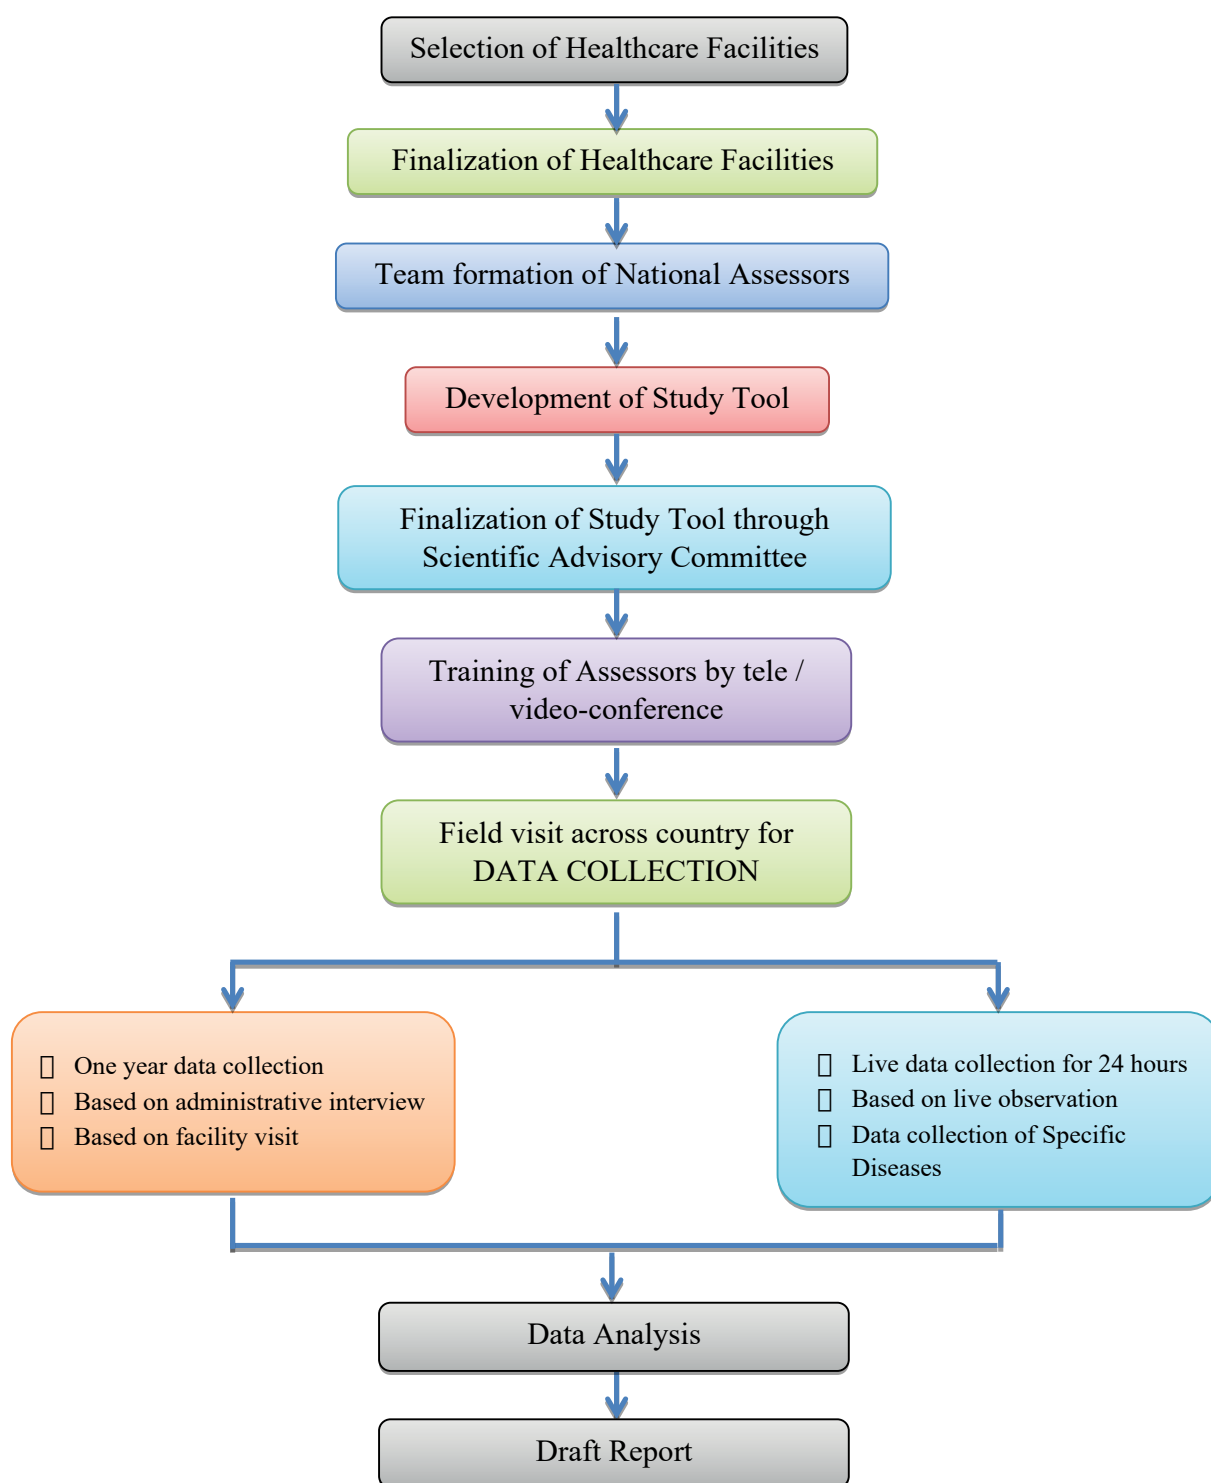 Selection of Healthcare Facilities
Finalization of Healthcare Facilities
Team formation of National Assessors
Development of Study Tool
Finalization of Study Tool through
Scientific Advisory Committee
Training of Assessors by tele /
video-conference
Field visit across country for
DATA COLLECTION
▯ One year data collection
▯ Based on administrative interview
▯ Based on facility visit
▯ Live data collection for 24 hours
▯ Based on live observation
▯ Data collection of Specific
Diseases
Data Analysis
Draft Report